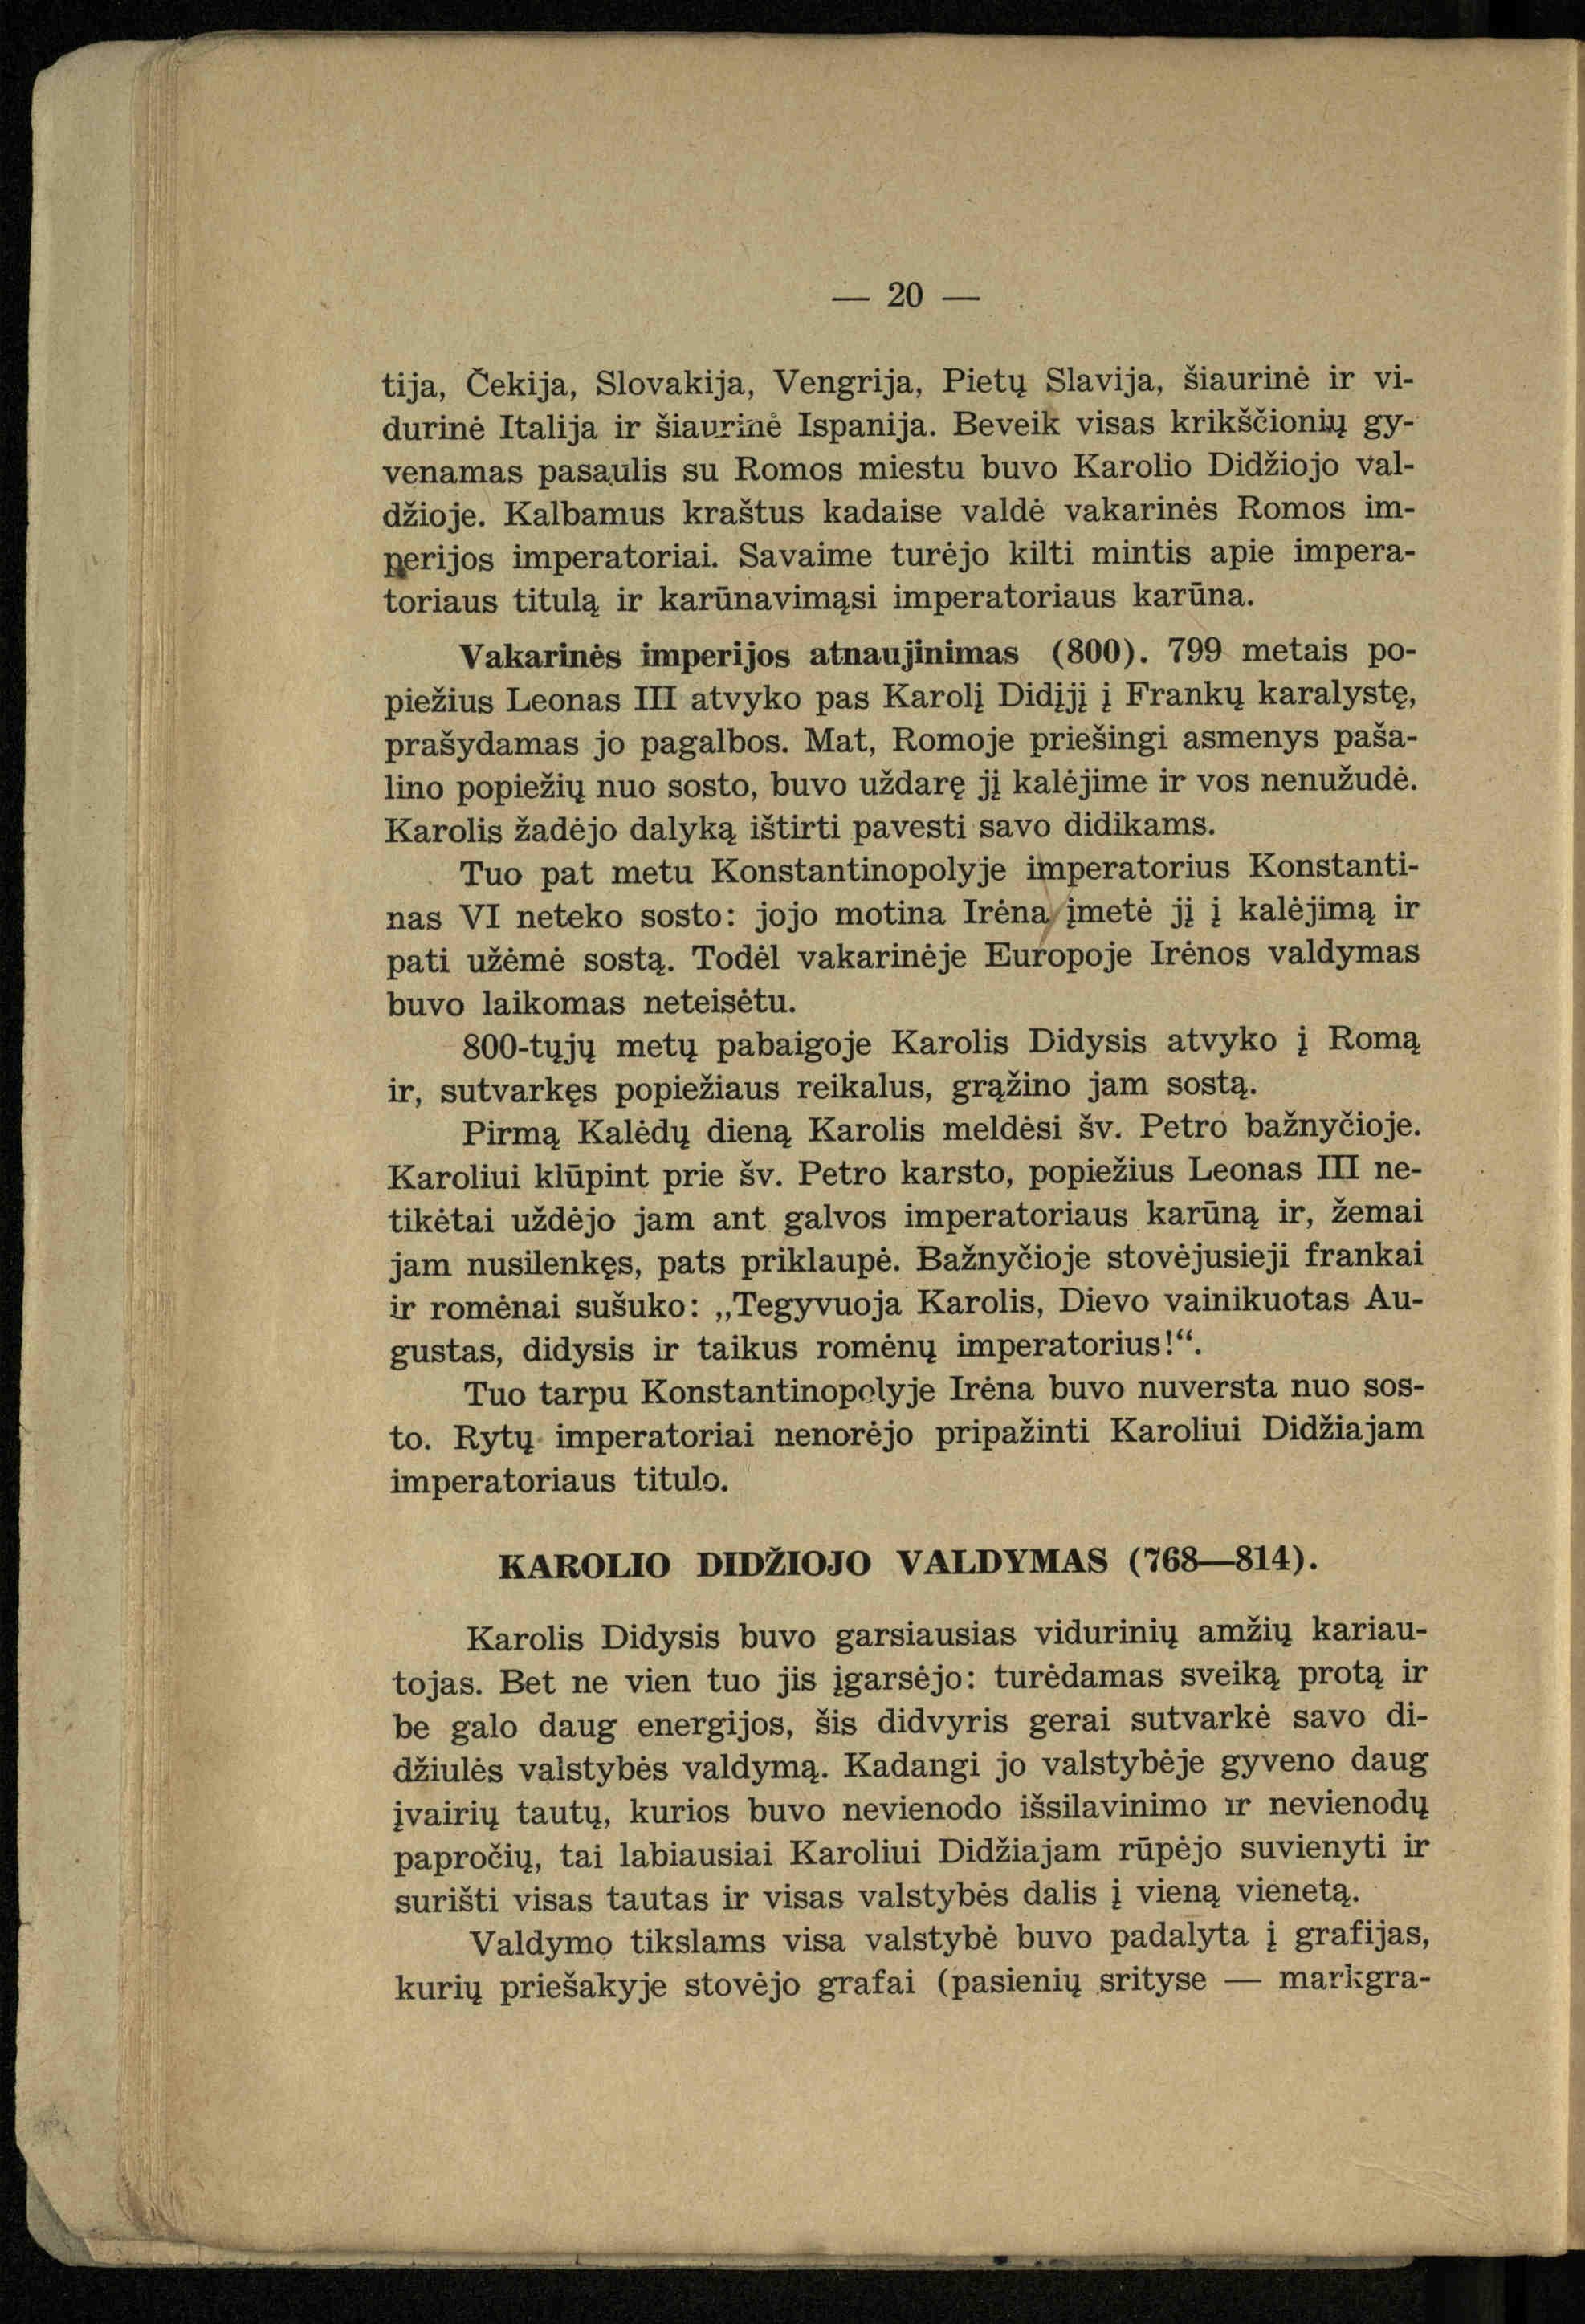 — 20 —
tija, Čekija, Slovakija, Vengrija, Pietų Slavija, šiaurinė ir vi-
durinė Italija ir šiaurinė Ispanija. Beveik visas krikščionių gy-
venamas pasaulis su Romos miestu buvo Karolio Didžiojo val-
džioje. Kalbamus kraštus kadaise valdė vakarinės Romos im-
perijos imperatoriai. Savaime turėjo kilti mintis apie impera-
toriaus titulą ir karūnavimąsi imperatoriaus karūna.
Vakarinės imperijos atnaujinimas (800). 799 metais po-
piežius Leonas III atvyko pas Karolį Didįjį į Frankų karalystę,
prašydamas jo pagalbos. Mat, Romoje priešingi asmenys paša-
lino popiežių nuo sosto, buvo uždarę jį kalėjime ir vos nenužudė.
Karolis žadėjo dalyką ištirti pavesti savo didikams.
Tuo pat metu Konstantinopolyje imperatorius Konstanti-
nas VI neteko sosto: jojo motina Irėna įmetė jį į kalėjimą ir
pati užėmė sostą. Todėl vakarinėje Europoje Irėnos valdymas
buvo laikomas neteisėtu.
800-tųjų metų pabaigoje Karolis Didysis atvyko į Romą
ir, sutvarkęs popiežiaus reikalus, grąžino jam sostą.
Pirmą Kalėdų dieną Karolis meldėsi šv. Petro bažnyčioje.
Karoliui klūpint prie šv. Petro karsto, popiežius Leonas III ne-
tikėtai uždėjo jam ant galvos imperatoriaus karūną ir, žemai
jam nusilenkęs, pats priklaupė. Bažnyčioje stovėjusieji frankai
ir romėnai sušuko: „Tegyvuoja Karolis, Dievo vainikuotas Au-
gustas, didysis ir taikus romėnų imperatorius!“.
Tuo tarpu Konstantinopolyje Irėna buvo nuversta nuo sos-
to. Rytų imperatoriai nenorėjo pripažinti Karoliui Didžiajam
imperatoriaus titulo.
KAROLIO DIDŽIOJO VALDYMAS (768—814).
Karolis Didysis buvo garsiausias vidurinių amžių kariau-
tojas. Bet ne vien tuo jis įgarsėjo: turėdamas sveiką protą ir
be galo daug energijos, šis didvyris gerai sutvarkė savo di-
džiulės valstybės valdymą. Kadangi jo valstybėje gyveno daug
įvairių tautų, kurios buvo nevienodo išsilavinimo ir nevienodų
papročių, tai labiausiai Karoliui Didžiajam rūpėjo suvienyti ir
surišti visas tautas ir visas valstybės dalis į vieną vienetą.
Valdymo tikslams visa valstybė buvo padalyta į grafijas,
kurių priešakyje stovėjo grafai (pasienių srityse — markgra-